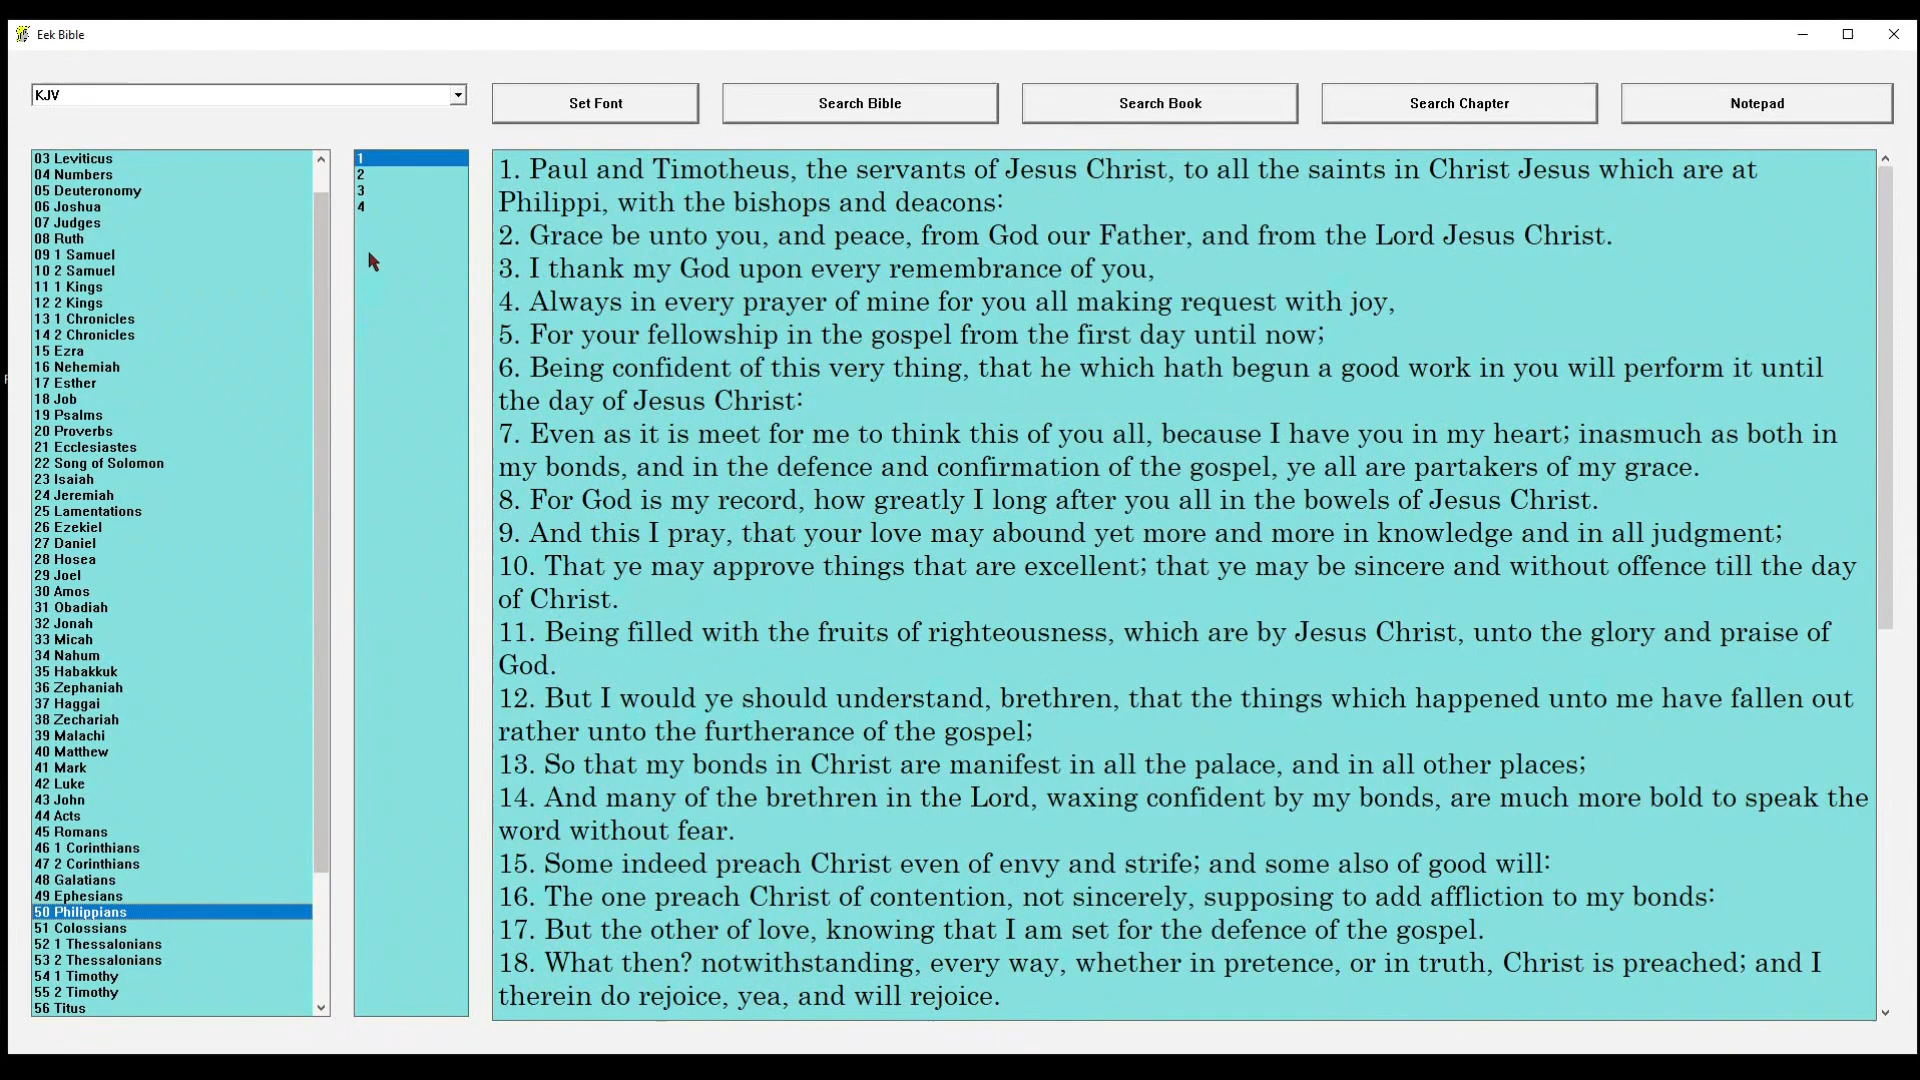 Eek Bible
KJV
Set Font
Search Bible
Search Book
Search Chapter
Notepad
03 Leviticus
04 Numbers
05 Deuteronomy
06 Joshua
07 Judges
08 Ruth
09 1 Samuel
10 2 Samuel
11 1 Kings
12 2 Kings
13 1 Chronicles
14 2 Chronicles
15 Ezra
16 Nehemiah
17 Esther
18 Job
19 Psalms
20 Proverbs
21 Ecclesiastes
22 Song of Solomon
23 Isaiah
24 Jeremiah
25 Lamentations
26 Ezekiel
27 Daniel
28 Hosea
29 Joel
30 Amos
31 Obadiah
32 Jonah
33 Micah
34 Nahum
35 Habakkuk
36 Zephaniah
37 Haggai
38 Zechariah
39 Malachi
40 Matthew
41 Mark
42 Luke
43 John
44 Acts
45 Romans
46 1 Corinthians
47 2 Corinthians
48 Galatians
49 Ephesians
50 Philippians
51 Colossians
52 1 Thessalonians
53 2 Thessalonians
54 1 Timothy
55 2 Timothy
56 Titus
1
2
3
4
1. Paul and Timotheus, the servants of Jesus Christ, to all the saints in Christ Jesus which are at
Philippi, with the bishops and deacons:
2. Grace be unto you, and peace, from God our Father, and from the Lord Jesus Christ.
3. I thank my God upon every remembrance of you,
4. Always in every prayer of mine for you all making request with joy,
5. For your fellowship in the gospel from the first day until now;
6. Being confident of this very thing, that he which hath begun a good work in you will perform it until
the day of Jesus Christ:
7. Even as it is meet for me to think this of you all, because I have you in my heart; inasmuch as both in
my bonds, and in the defence and confirmation of the gospel, ye all are partakers of my grace.
8. For God is my record, how greatly I long after you all in the bowels of Jesus Christ.
9. And this I pray, that your love may abound yet more and more in knowledge and in all judgment;
10. That ye may approve things that are excellent; that ye may be sincere and without offence till the day
of Christ.
11. Being filled with the fruits of righteousness, which are by Jesus Christ, unto the glory and praise of
God.
12. But I would ye should understand, brethren, that the things which happened unto me have fallen out
rather unto the furtherance of the gospel;
13. So that my bonds in Christ are manifest in all the palace, and in all other places;
14. And many of the brethren in the Lord, waxing confident by my bonds, are much more bold to speak the
word without fear.
15. Some indeed preach Christ even of envy and strife; and some also of good will:
16. The one preach Christ of contention, not sincerely, supposing to add affliction to my bonds:
17. But the other of love, knowing that I am set for the defence of the gospel.
18. What then? notwithstanding, every way, whether in pretence, or in truth, Christ is preached; and I
therein do rejoice, yea, and will rejoice.